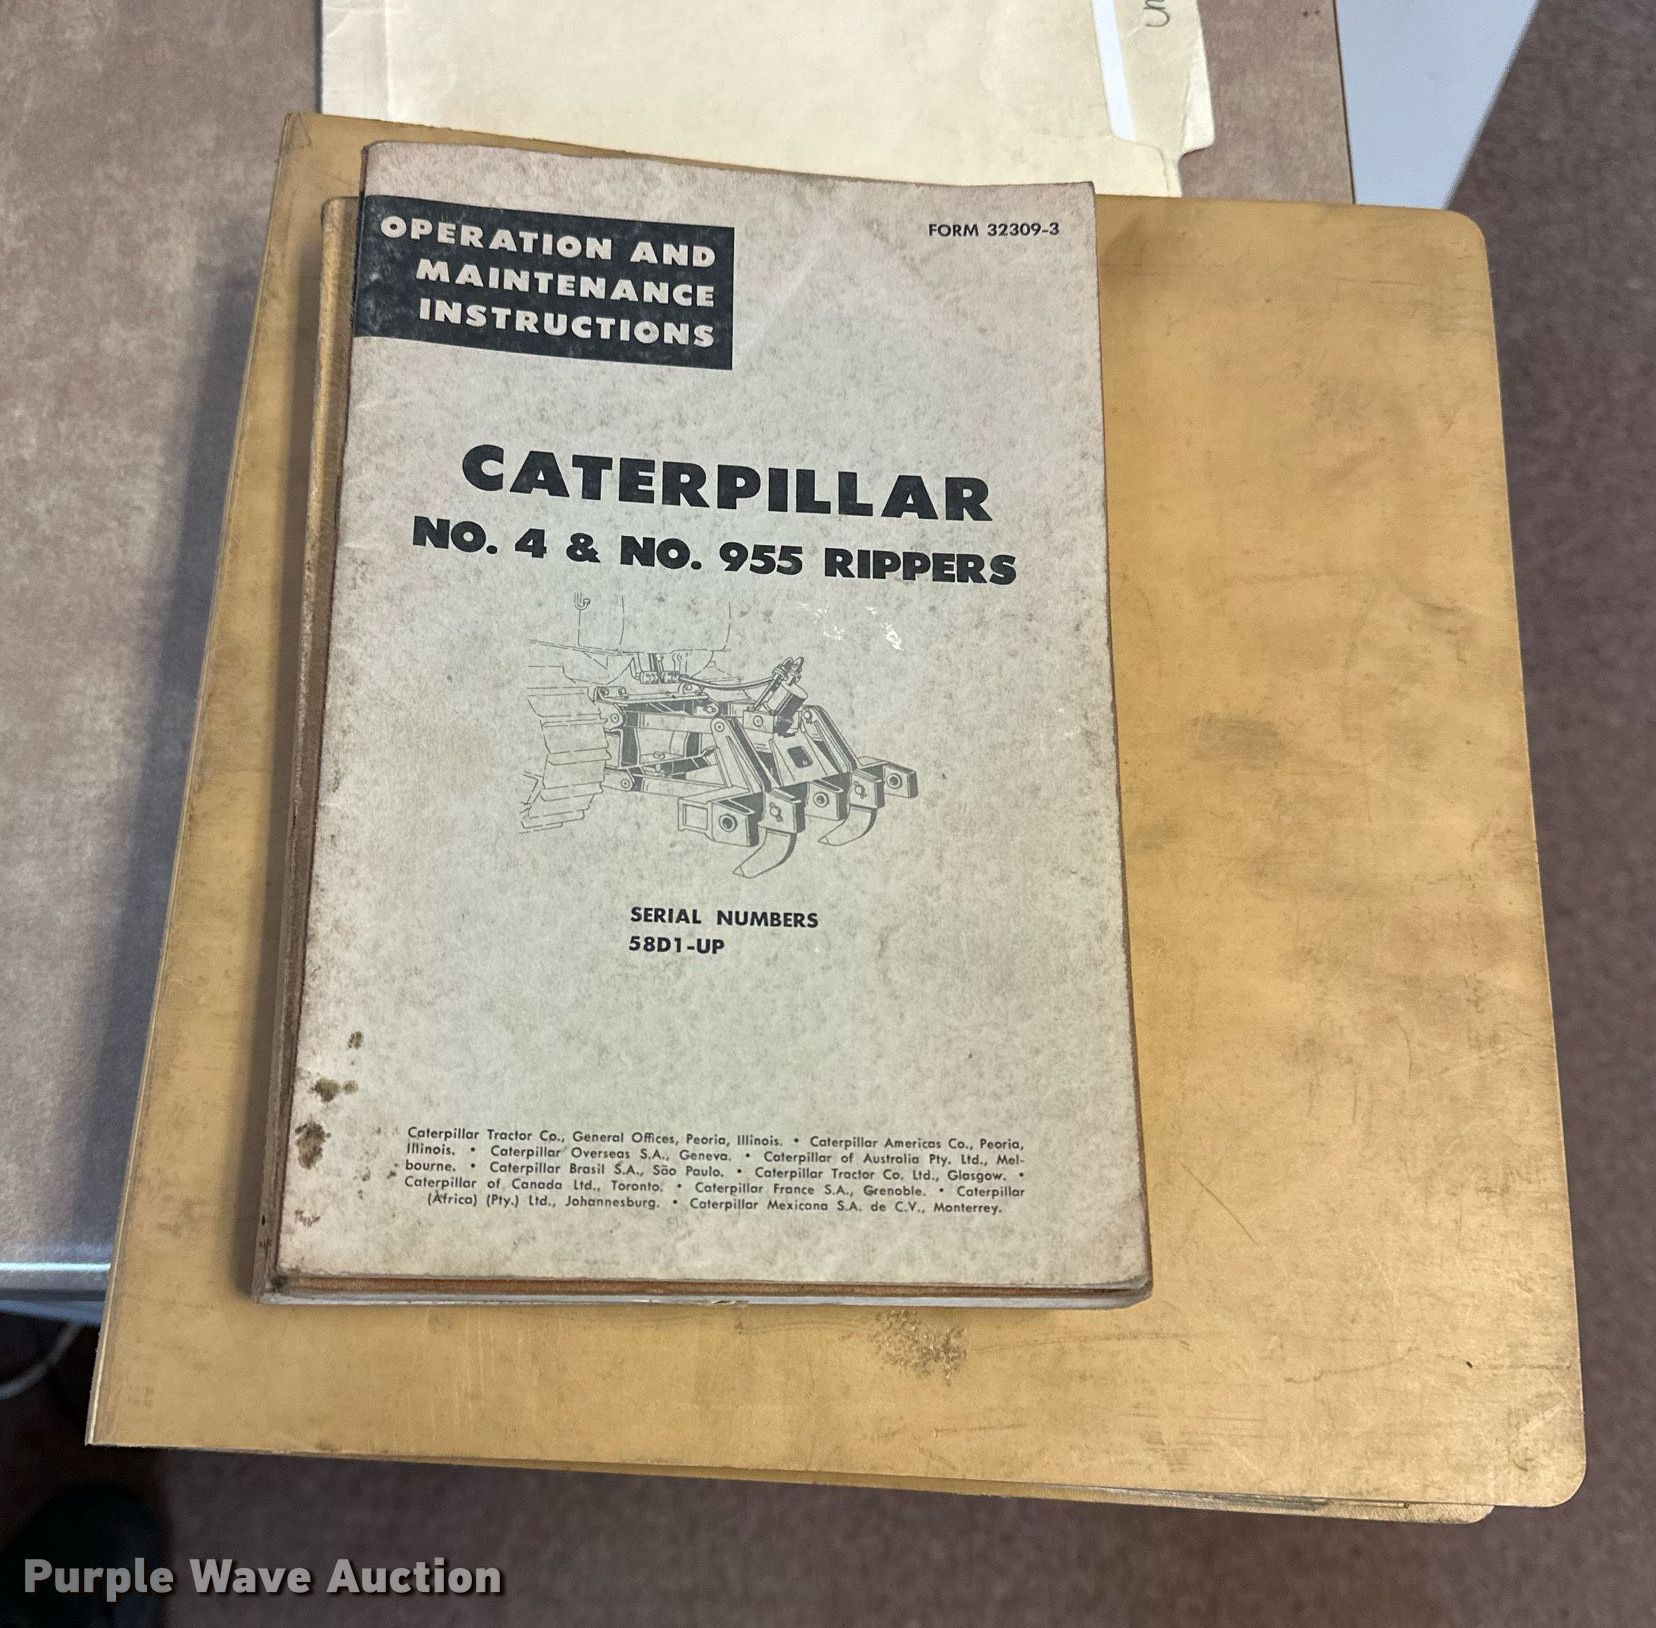 OPERATION AND
MAINTENANCE
INSTRUCTIONS
FORM 32309-3
CATERPILLAR
NO. 4 & NO. 955 RIPPERS
SERIAL NUMBERS
58D1-UP
Caterpillar Tractor Co., General Offices, Peoria, Illinois. • Caterpillar Americas Co., Peoria,
Illinois. • Caterpillar Overseas S.A., Geneva. • Caterpillar of Australia Pty. Ltd., Mel-
bourne. • Caterpillar Brasil S.A., São Paulo. • Caterpillar Tractor Co. Ltd., Glasgow. •
Caterpillar of Canada Ltd., Toronto. • Caterpillar France S.A., Grenoble. • Caterpillar
(Africa) (Pty.) Ltd., Johannesburg. • Caterpillar Mexicana S.A. de C.V., Monterrey.
Purple Wave Auction